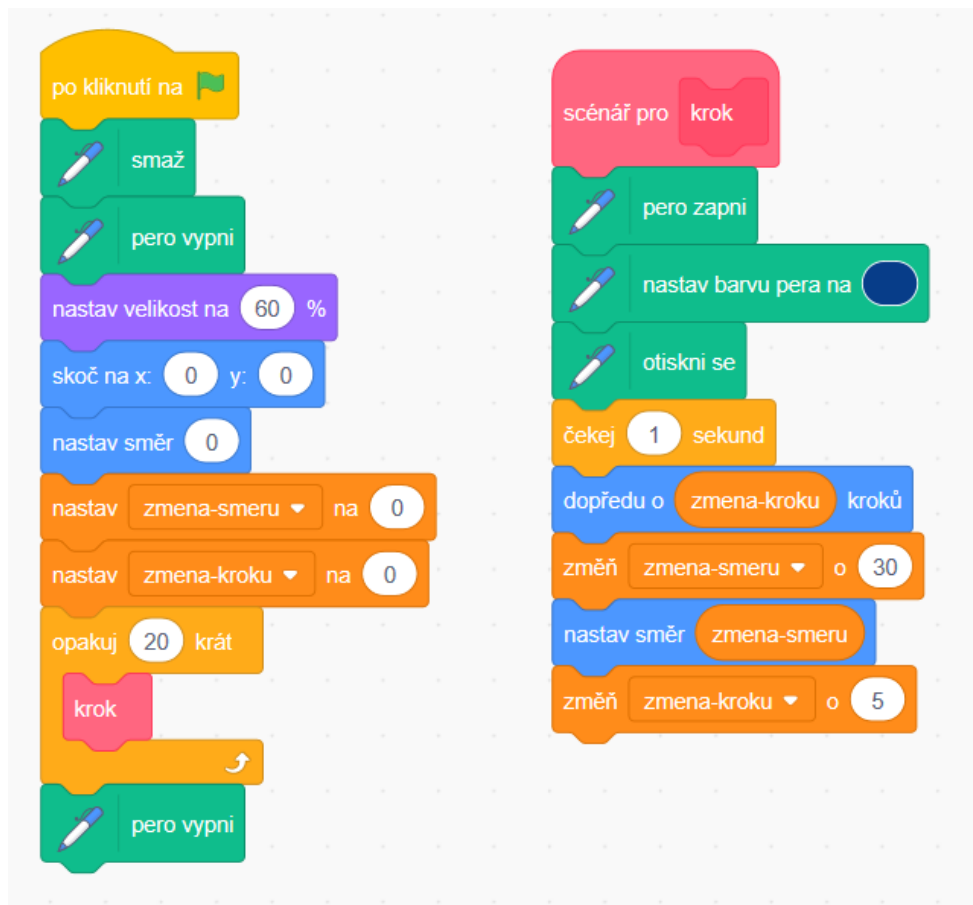 po kliknutí na
smaž
pero vypni
nastav velikost na 60 %
skoč na x: 0 y: 0
nastav směr 0
nastav zmena-smeru na 0
nastav zmena-kroku na 0
opakuj 20 krát
krok
pero vypni
scénář pro krok
pero zapni
nastav barvu pera na
otiskni se
čekej 1 sekund
dopředu o zmena-kroku kroků
změň zmena-smeru o 30
nastav směr zmena-smeru
změň zmena-kroku o 5